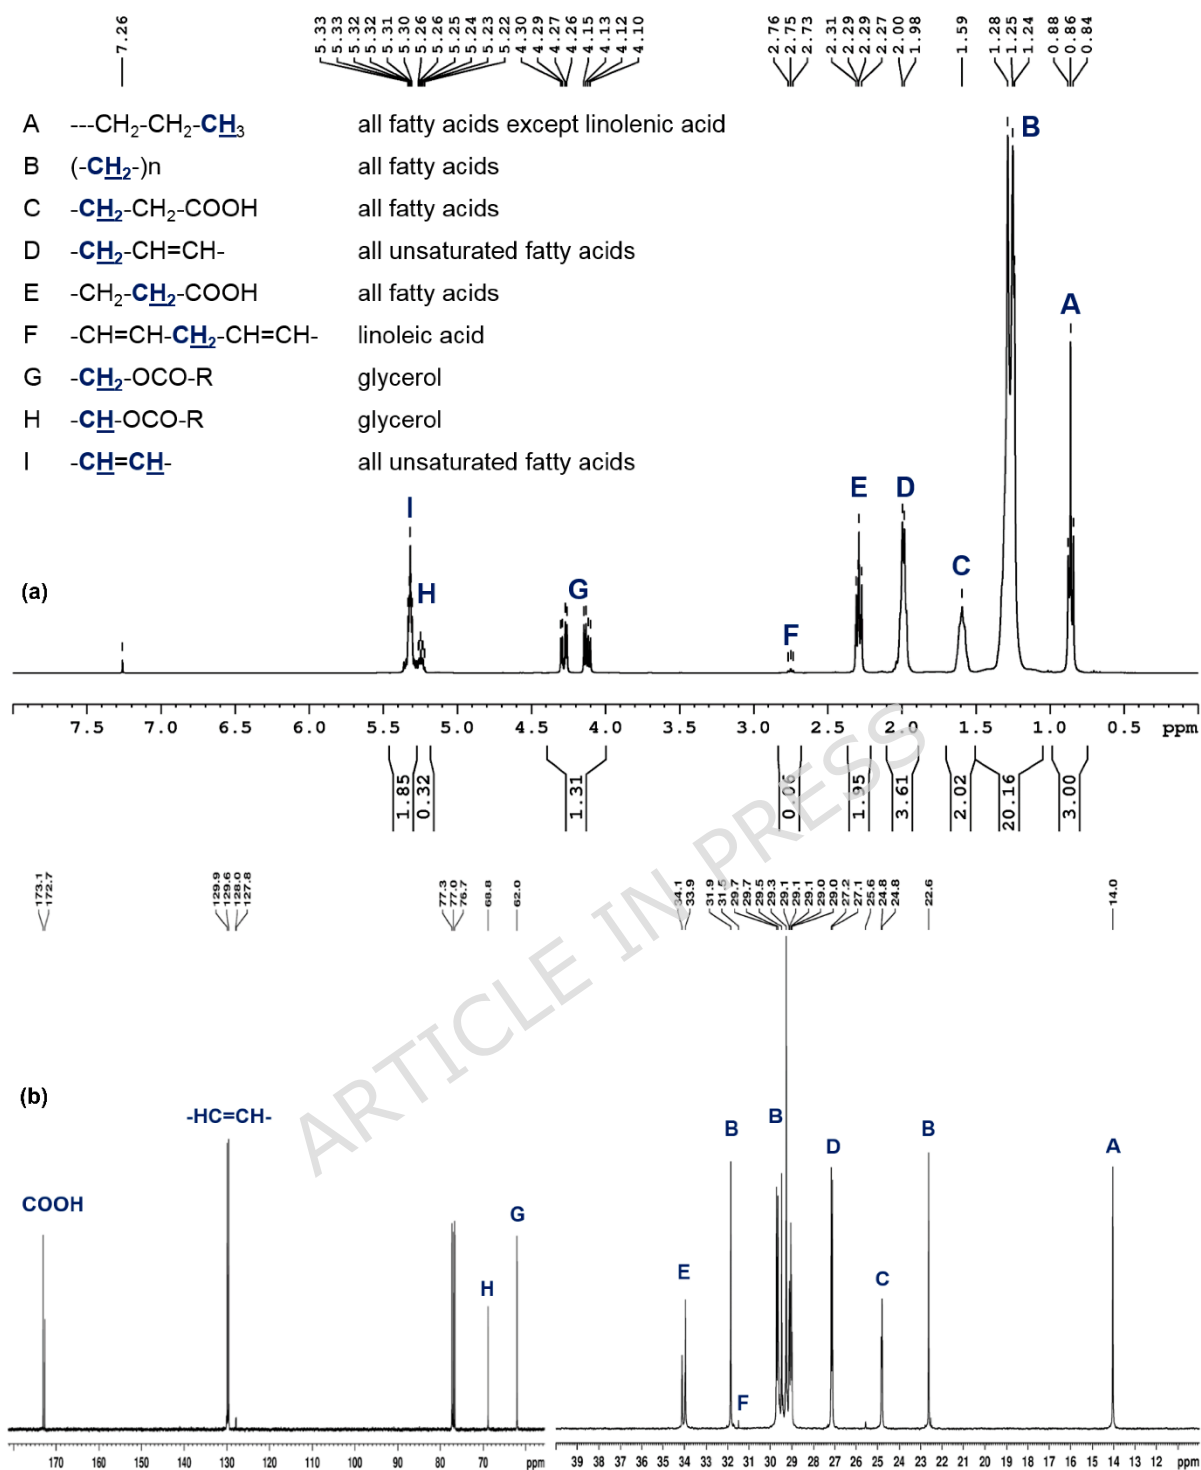 7.26 5.33 5.33 5.32 5.32 5.31 5.30 5.26 5.26 5.25 5.24 5.23 5.22 4.30 4.29 4.27 4.26 4.15 4.13 4.12 4.10 2.76 2.75 2.73 2.31 2.29 2.29 2.27 2.00 1.98 1.59 1.28 1.25 1.24 0.88 0.86 0.84
A ---CH₂-CH₂-CH₃ all fatty acids except linolenic acid
B (-CH₂-)n all fatty acids
C -CH₂-CH₂-COOH all fatty acids
D -CH₂-CH=CH- all unsaturated fatty acids
E -CH₂-CH₂-COOH all fatty acids
F -CH=CH-CH₂-CH=CH- linoleic acid
G -CH₂-OCO-R glycerol
H -CH-OCO-R glycerol
I -CH=CH- all unsaturated fatty acids
B
A
I E D
(a) H G F C
7.5 7.0 6.5 6.0 5.5 5.0 4.5 4.0 3.5 3.0 2.5 2.0 1.5 1.0 0.5 ppm
1.85 0.32 1.31 0.06 1.95 3.61 2.02 20.16 3.00
ARTICLE IN PRESS
173.1 172.7 129.9 129.6 128.0 127.8 77.3 77.0 76.7 68.8 62.0 34.1 33.9 31.9 31.5 29.7 29.7 29.5 29.3 29.1 29.1 29.1 29.0 29.0 27.2 27.1 25.6 24.8 24.8 22.6 14.0
(b)
-HC=CH- B B B D A
COOH G
H E C
F
170 160 150 140 130 120 110 100 90 80 70 ppm
39 38 37 36 35 34 33 32 31 30 29 28 27 26 25 24 23 22 21 20 19 18 17 16 15 14 13 12 ppm